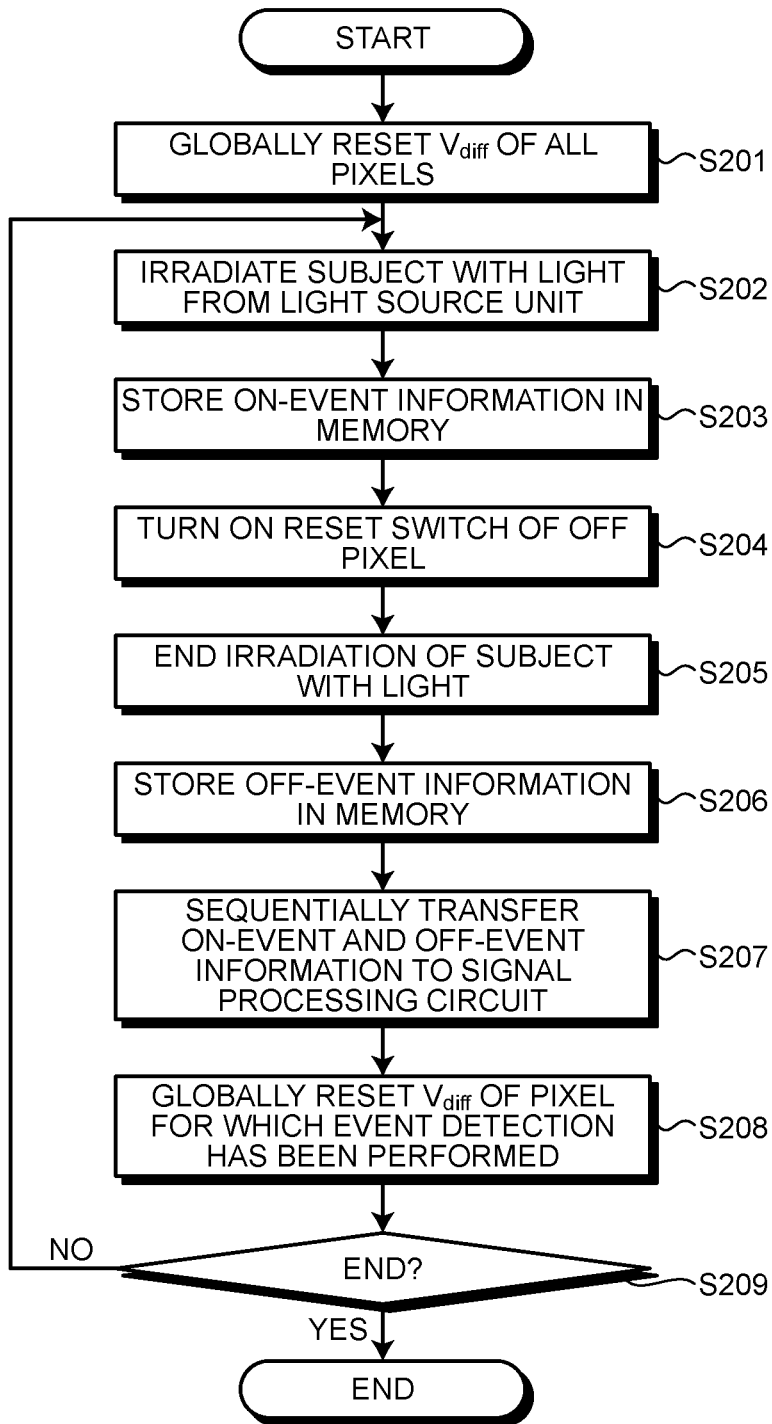 START
GLOBALLY RESET Vdiff OF ALL
PIXELS
S201
IRRADIATE SUBJECT WITH LIGHT
FROM LIGHT SOURCE UNIT
S202
STORE ON-EVENT INFORMATION IN
MEMORY
S203
TURN ON RESET SWITCH OF OFF
PIXEL
S204
END IRRADIATION OF SUBJECT
WITH LIGHT
S205
STORE OFF-EVENT INFORMATION
IN MEMORY
S206
SEQUENTIALLY TRANSFER
ON-EVENT AND OFF-EVENT
INFORMATION TO SIGNAL
PROCESSING CIRCUIT
S207
GLOBALLY RESET Vdiff OF PIXEL
FOR WHICH EVENT DETECTION
HAS BEEN PERFORMED
S208
NO
END?
S209
YES
END